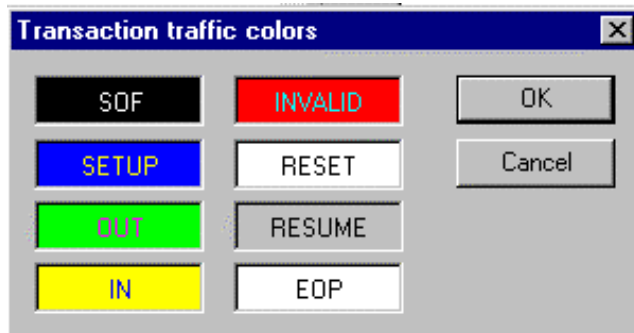 Transaction traffic colors
SOF INVALID OK
SETUP RESET Cancel
OUT RESUME
IN EOP